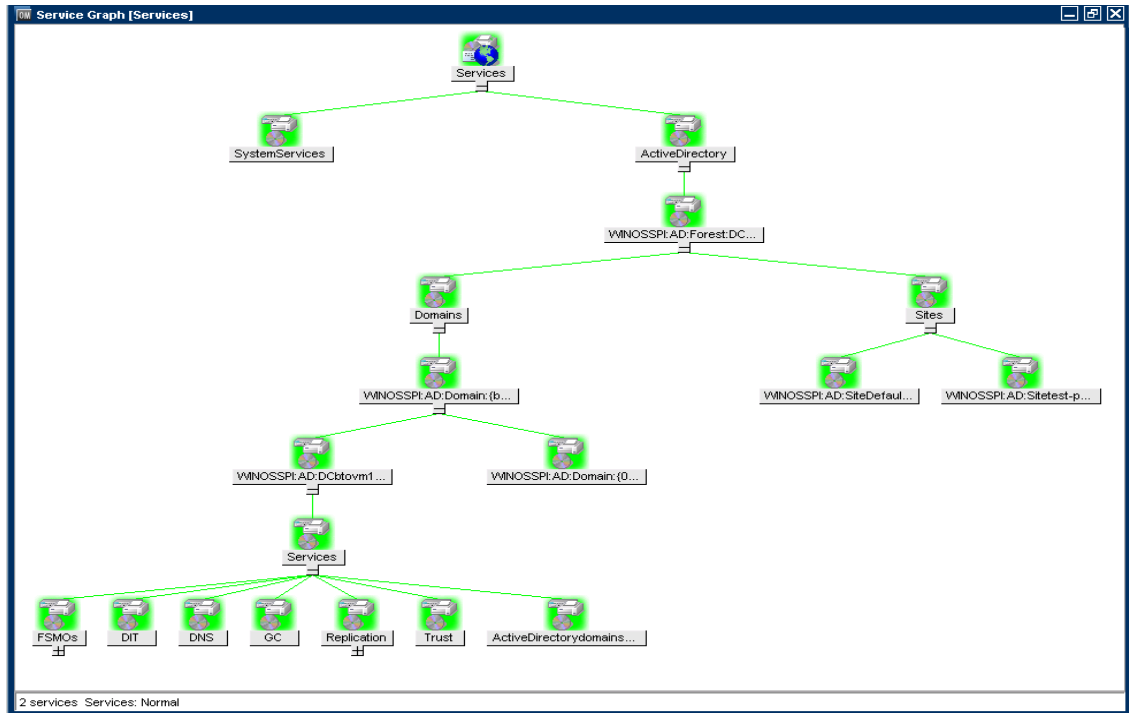 OM Service Graph [Services]
Services
SystemServices
ActiveDirectory
WINOSSPI:AD:Forest:DC...
Domains
Sites
WINOSSPI:AD:Domain:{b...
WINOSSPI:AD:SiteDefaul...
WINOSSPI:AD:Sitetest-p...
WINOSSPI:AD:DCbtovm1...
WINOSSPI:AD:Domain:{0...
Services
FSMOs
DIT
DNS
GC
Replication
Trust
ActiveDirectorydomains...
2 services Services: Normal